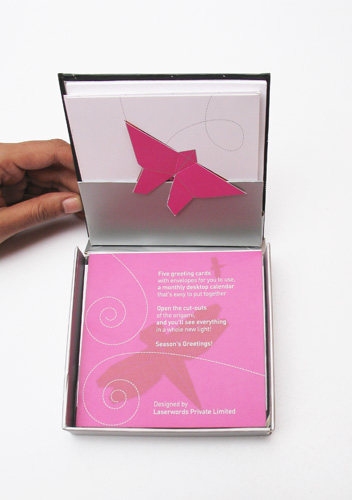 Five greeting cards
with envelopes for you to use,
a monthly desktop calendar
that's easy to put together.
Open the cut-outs
of the origami,
and you'll see everything
in a whole new light!
Season's Greetings!
Designed by
Laserwords Private Limited